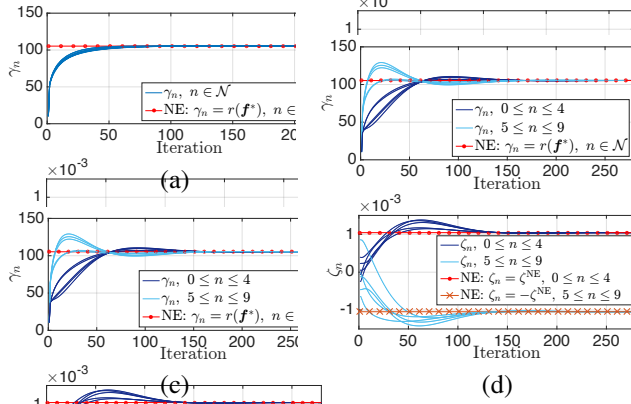 150
100
50
0
γn
0 50 100 150 200
Iteration
γn, n ∈ N
NE: γn = r(f*), n ∈
(a)
×10
1
150
100
50
0
γn
0 50 100 150 200 250
Iteration
γn, 0 ≤ n ≤ 4
γn, 5 ≤ n ≤ 9
NE: γn = r(f*), n ∈ N
×10⁻³
1
150
100
50
0
γn
0 50 100 150 200 250
Iteration
γn, 0 ≤ n ≤ 4
γn, 5 ≤ n ≤ 9
NE: γn = r(f*), n ∈
(c)
×10⁻³
1
0
-1
ζn
0 50 100 150 200 250
Iteration
ζn, 0 ≤ n ≤ 4
ζn, 5 ≤ n ≤ 9
NE: ζn = ζNE, 0 ≤ n ≤ 4
NE: ζn = −ζNE, 5 ≤ n ≤ 9
(d)
×10⁻³
1